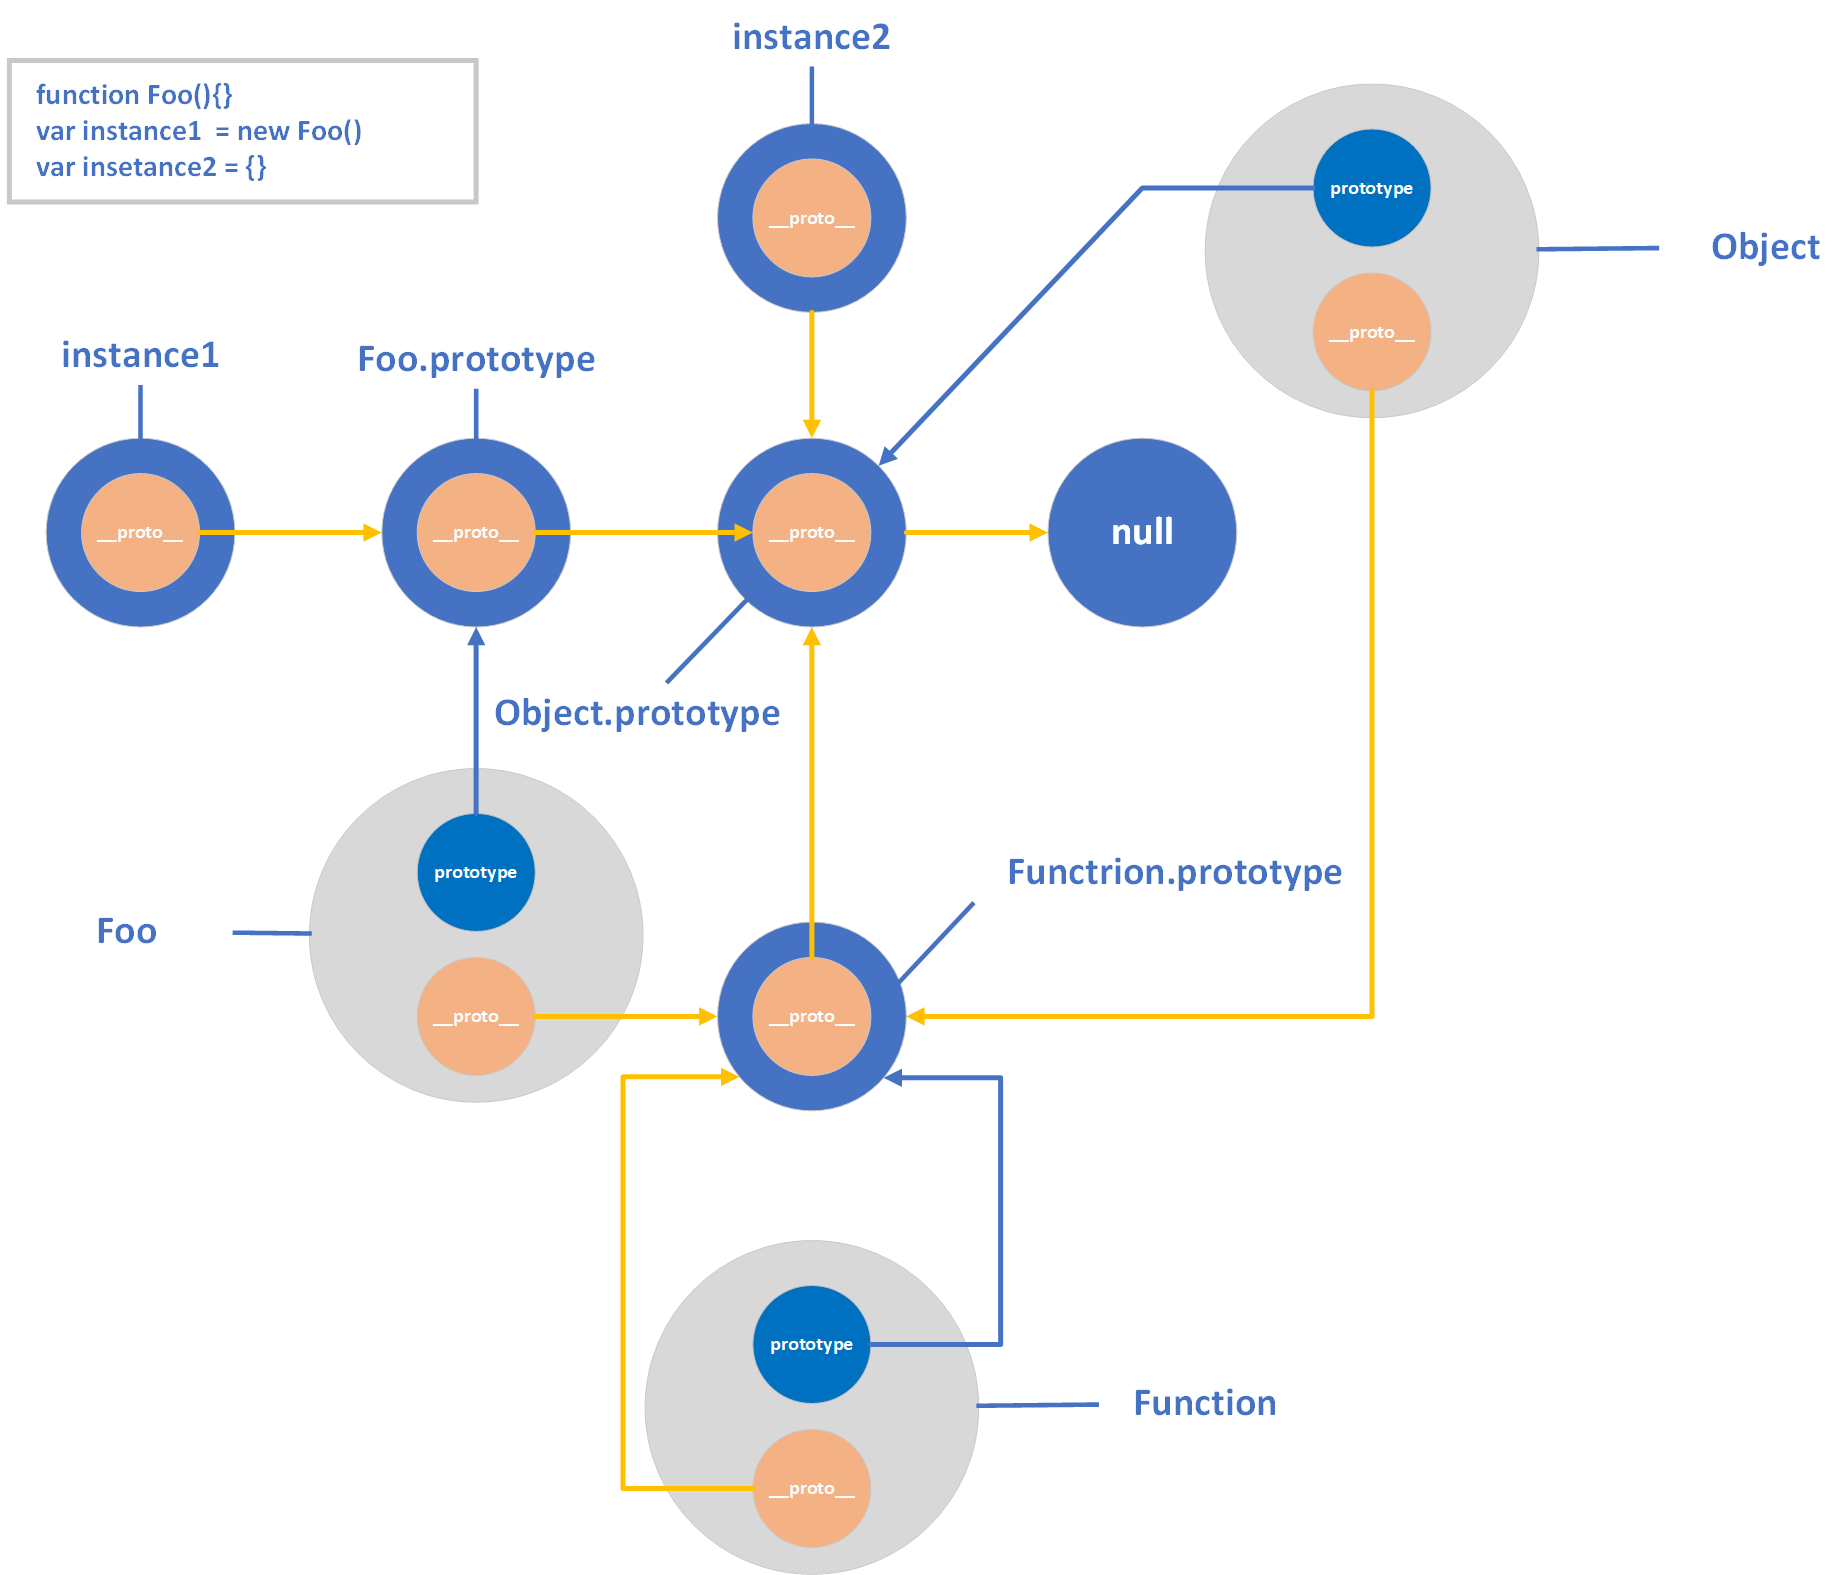 instance2
function Foo(){}
var instance1  = new Foo()
var insetance2 = {}
prototype
__proto__
Object
__proto__
instance1
Foo.prototype
__proto__
__proto__
__proto__
null
Object.prototype
prototype
Functrion.prototype
Foo
__proto__
__proto__
prototype
Function
__proto__